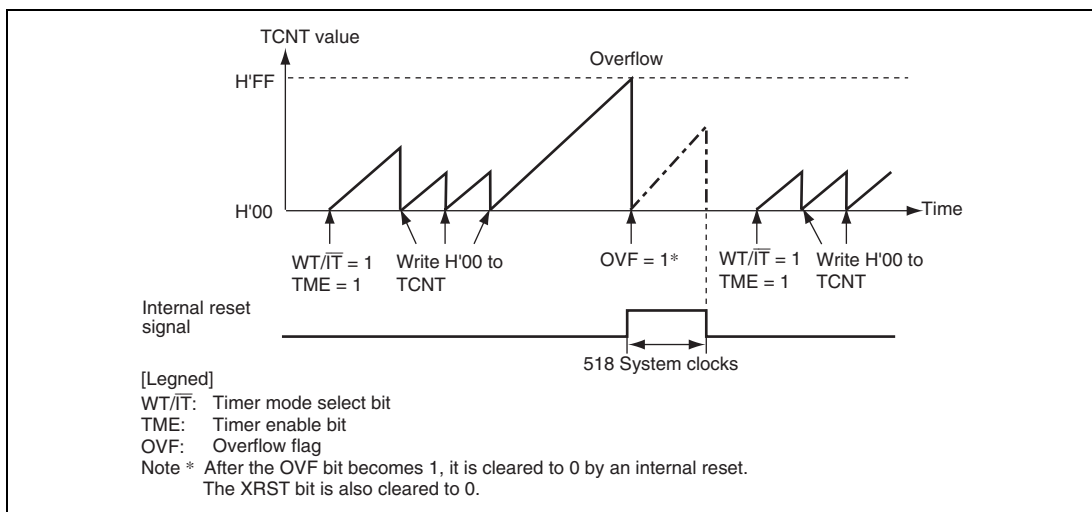 TCNT value
Overflow
H'FF
H'00
Time
WT/IT = 1
TME = 1
Write H'00 to
TCNT
OVF = 1*
WT/IT = 1
TME = 1
Write H'00 to
TCNT
Internal reset
signal
518 System clocks
[Legned]
WT/IT: Timer mode select bit
TME: Timer enable bit
OVF: Overflow flag
Note * After the OVF bit becomes 1, it is cleared to 0 by an internal reset.
The XRST bit is also cleared to 0.